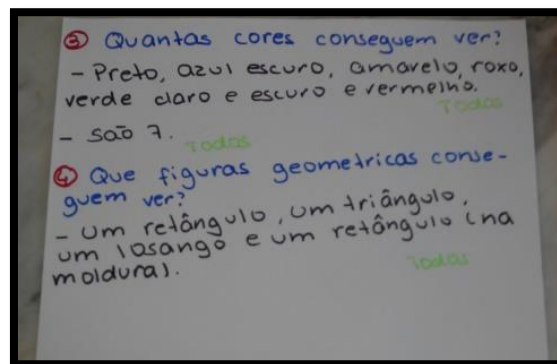 ③ Quantas cores conseguem ver?
- Preto, azul escuro, amarelo, roxo,
verde claro e escuro e vermelho.
Todos
- São 7.
Todos
④ Que figuras geometricas conse-
guem ver?
- Um retângulo, um triângulo,
um losango e um retângulo (na
moldura).
Todos